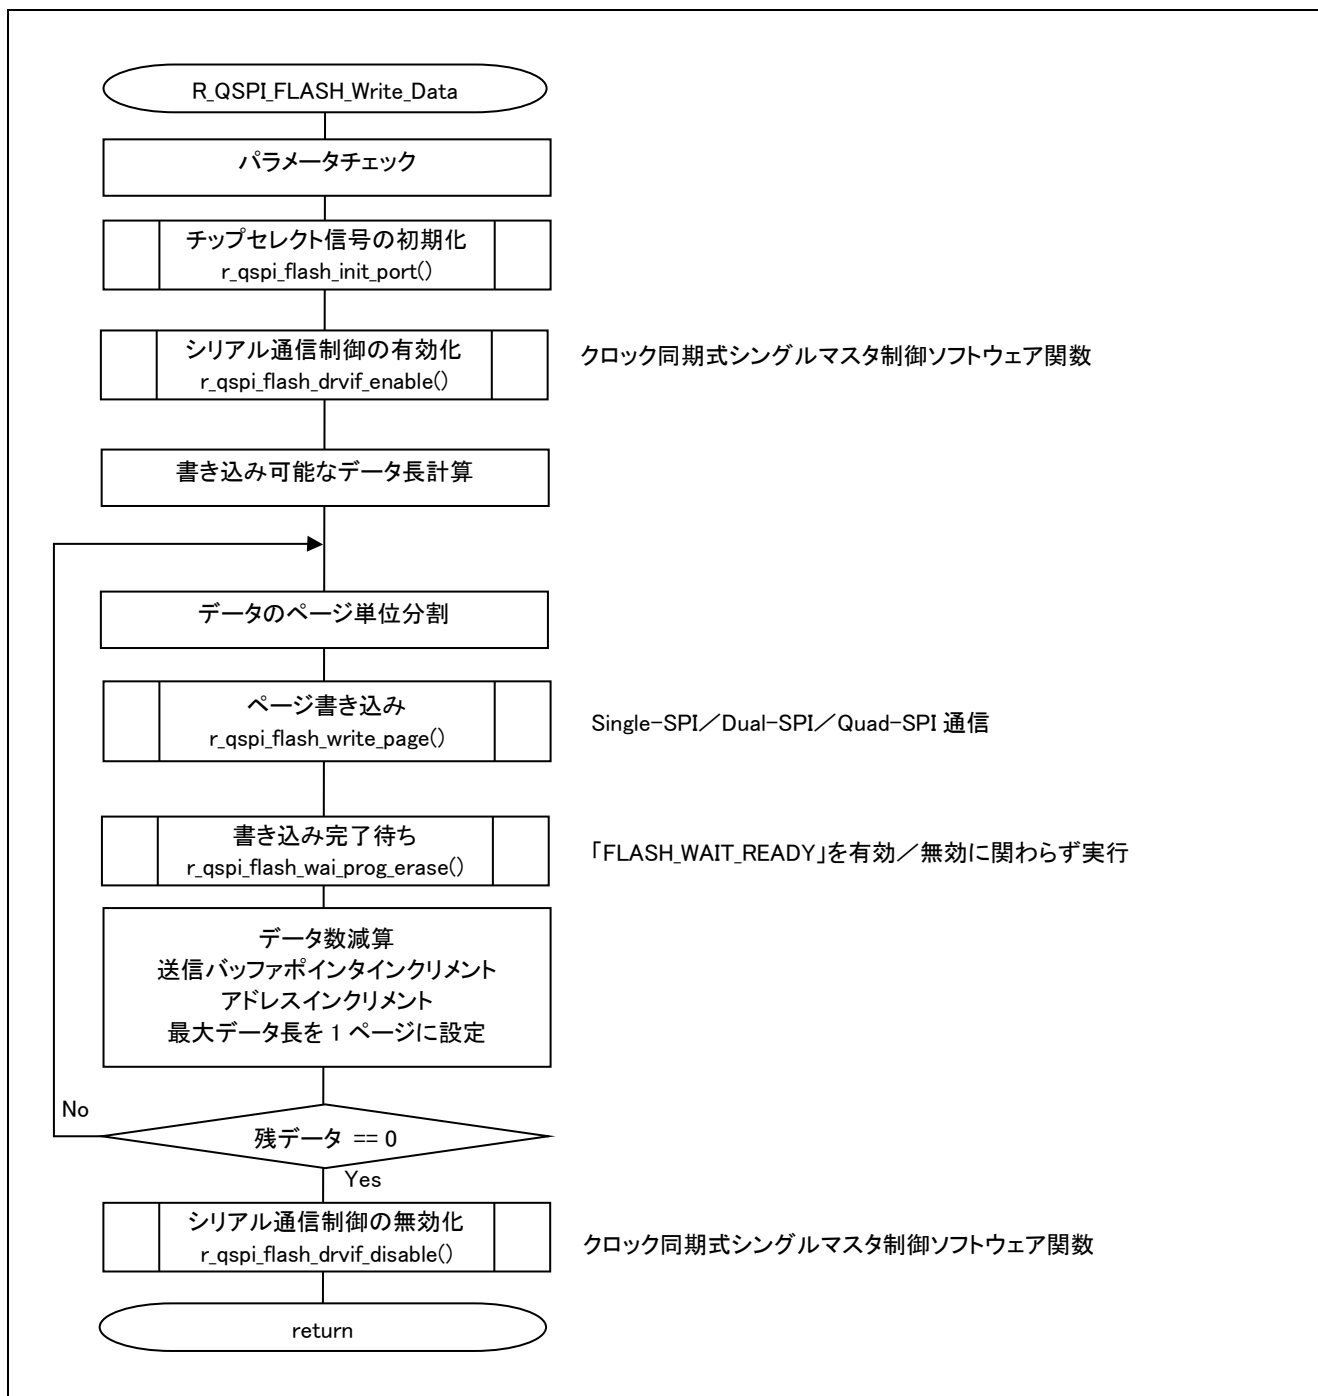 R_QSPI_FLASH_Write_Data
パラメータチェック
チップセレクト信号の初期化
r_qspi_flash_init_port()
シリアル通信制御の有効化
r_qspi_flash_drvif_enable()
クロック同期式シングルマスタ制御ソフトウェア関数
書き込み可能なデータ長計算
データのページ単位分割
ページ書き込み
r_qspi_flash_write_page()
Single-SPI／Dual-SPI／Quad-SPI 通信
書き込み完了待ち
r_qspi_flash_wai_prog_erase()
「FLASH_WAIT_READY」を有効／無効に関わらず実行
データ数減算
送信バッファポインタインクリメント
アドレスインクリメント
最大データ長を 1 ページに設定
No
残データ == 0
Yes
シリアル通信制御の無効化
r_qspi_flash_drvif_disable()
クロック同期式シングルマスタ制御ソフトウェア関数
return